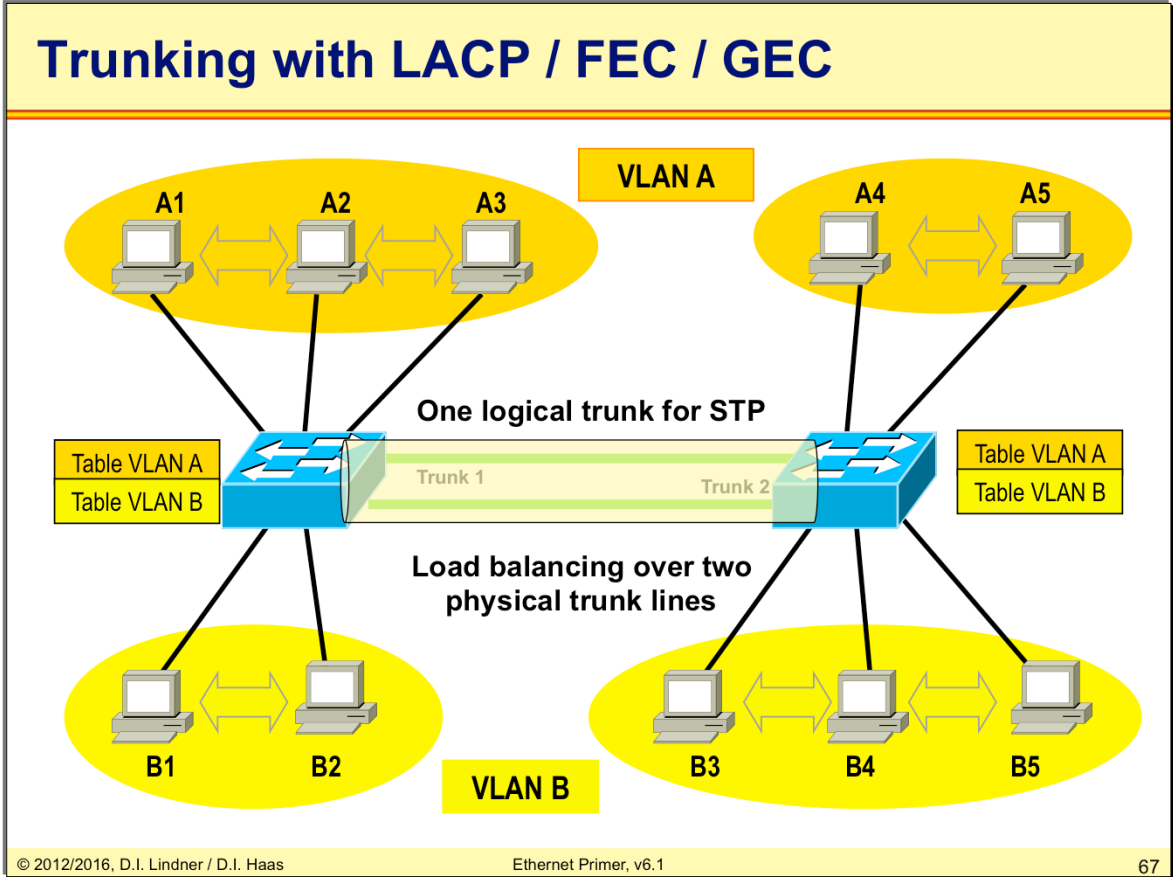 Trunking with LACP / FEC / GEC
VLAN A
A1
A2
A3
A4
A5
One logical trunk for STP
Table VLAN A
Table VLAN B
Trunk 1
Trunk 2
Table VLAN A
Table VLAN B
Load balancing over two
physical trunk lines
B1
B2
B3
B4
B5
VLAN B
© 2012/2016, D.I. Lindner / D.I. Haas
Ethernet Primer, v6.1
67